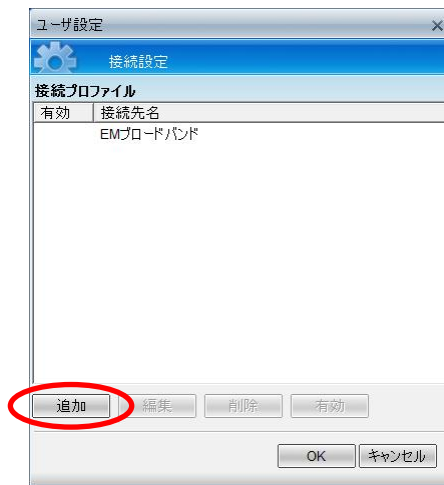 ユーザ設定
接続設定
接続プロファイル
有効 接続先名
EMブロードバンド
追加 編集 削除 有効
OK キャンセル